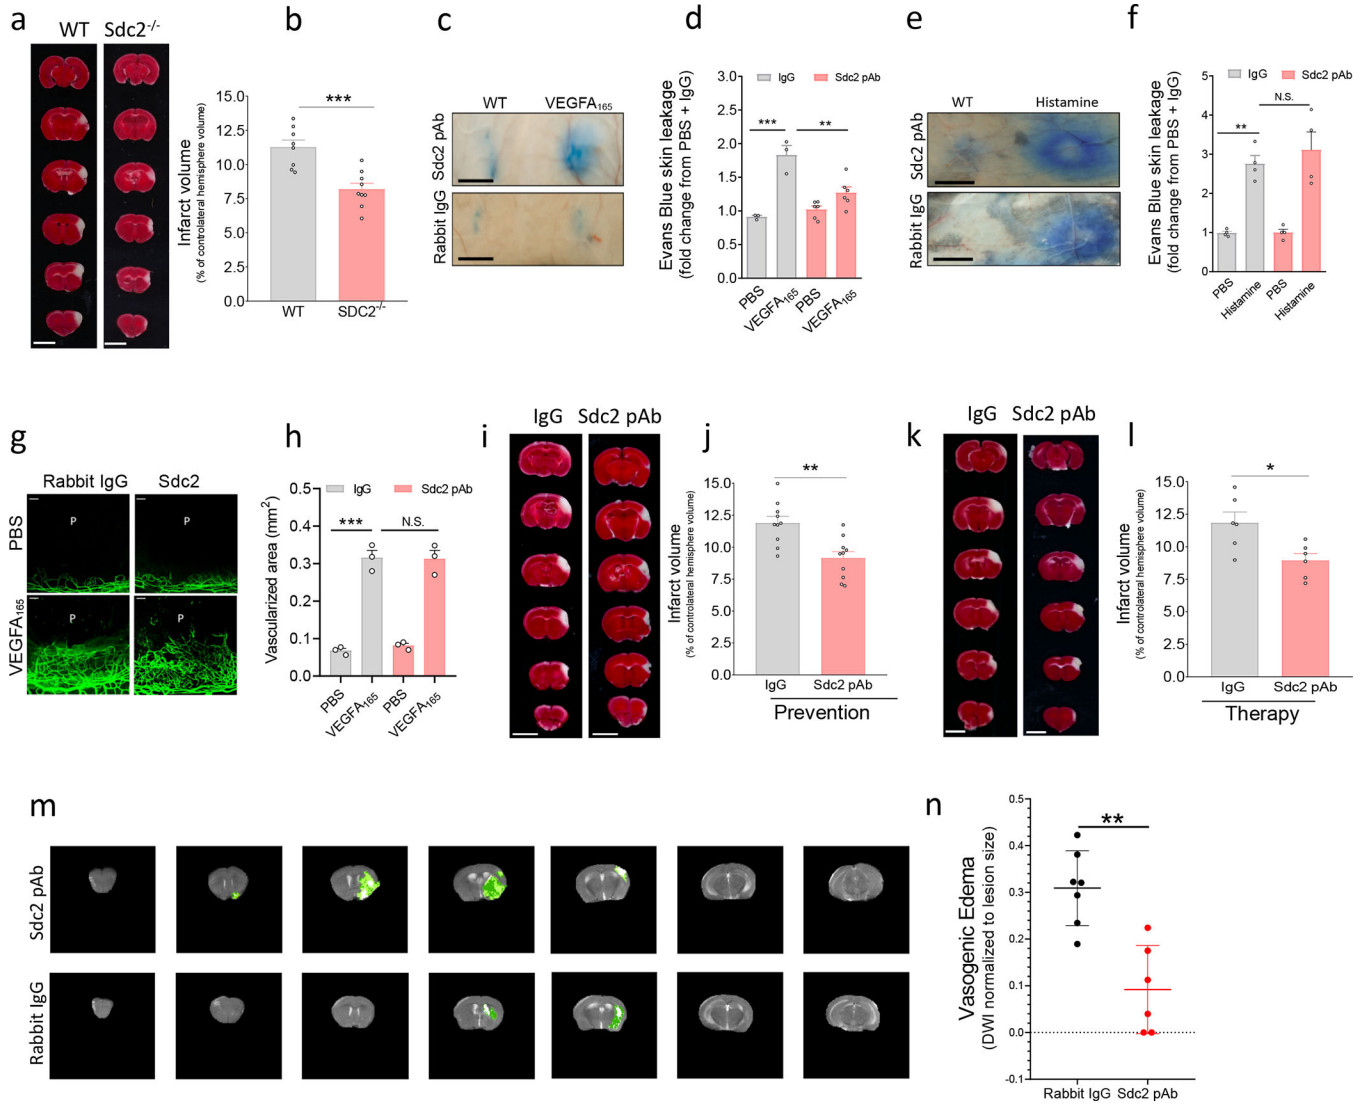 a
WT Sdc2-/-
b
Infarct volume
(% of controlateral hemisphere volume)
15.0
12.5
10.0
7.5
5.0
2.5
0.0
***
WT SDC2-/-
c
WT VEGFA165
Sdc2 pAb
Rabbit IgG
d
IgG Sdc2 pAb
Evans Blue skin leakage
(fold change from PBS + IgG)
3.0
2.5
2.0
1.5
1.0
0.5
0.0
*** **
PBS VEGFA165 PBS VEGFA165
e
WT Histamine
Sdc2 pAb
Rabbit IgG
f
IgG Sdc2 pAb
Evans Blue skin leakage
(fold change from PBS + IgG)
5
4
3
2
1
0
N.S.
**
PBS Histamine PBS Histamine
g
Rabbit IgG Sdc2
PBS
P P
VEGFA165
P P
h
IgG Sdc2 pAb
Vascularized area (mm2)
0.5
0.4
0.3
0.2
0.1
0.0
*** N.S.
PBS VEGFA165 PBS VEGFA165
i
IgG Sdc2 pAb
j
Infarct volume
(% of controlateral hemisphere volume)
15.0
12.5
10.0
7.5
5.0
2.5
0.0
**
IgG Sdc2 pAb
Prevention
k
IgG Sdc2 pAb
l
Infarct volume
(% of controlateral hemisphere volume)
15.0
12.5
10.0
7.5
5.0
2.5
0.0
*
IgG Sdc2 pAb
Therapy
m
Sdc2 pAb
Rabbit IgG
n
Vasogenic Edema
(DWI normalized to lesion size)
0.5
0.4
0.3
0.2
0.1
0.0
-0.1
**
Rabbit IgG Sdc2 pAb